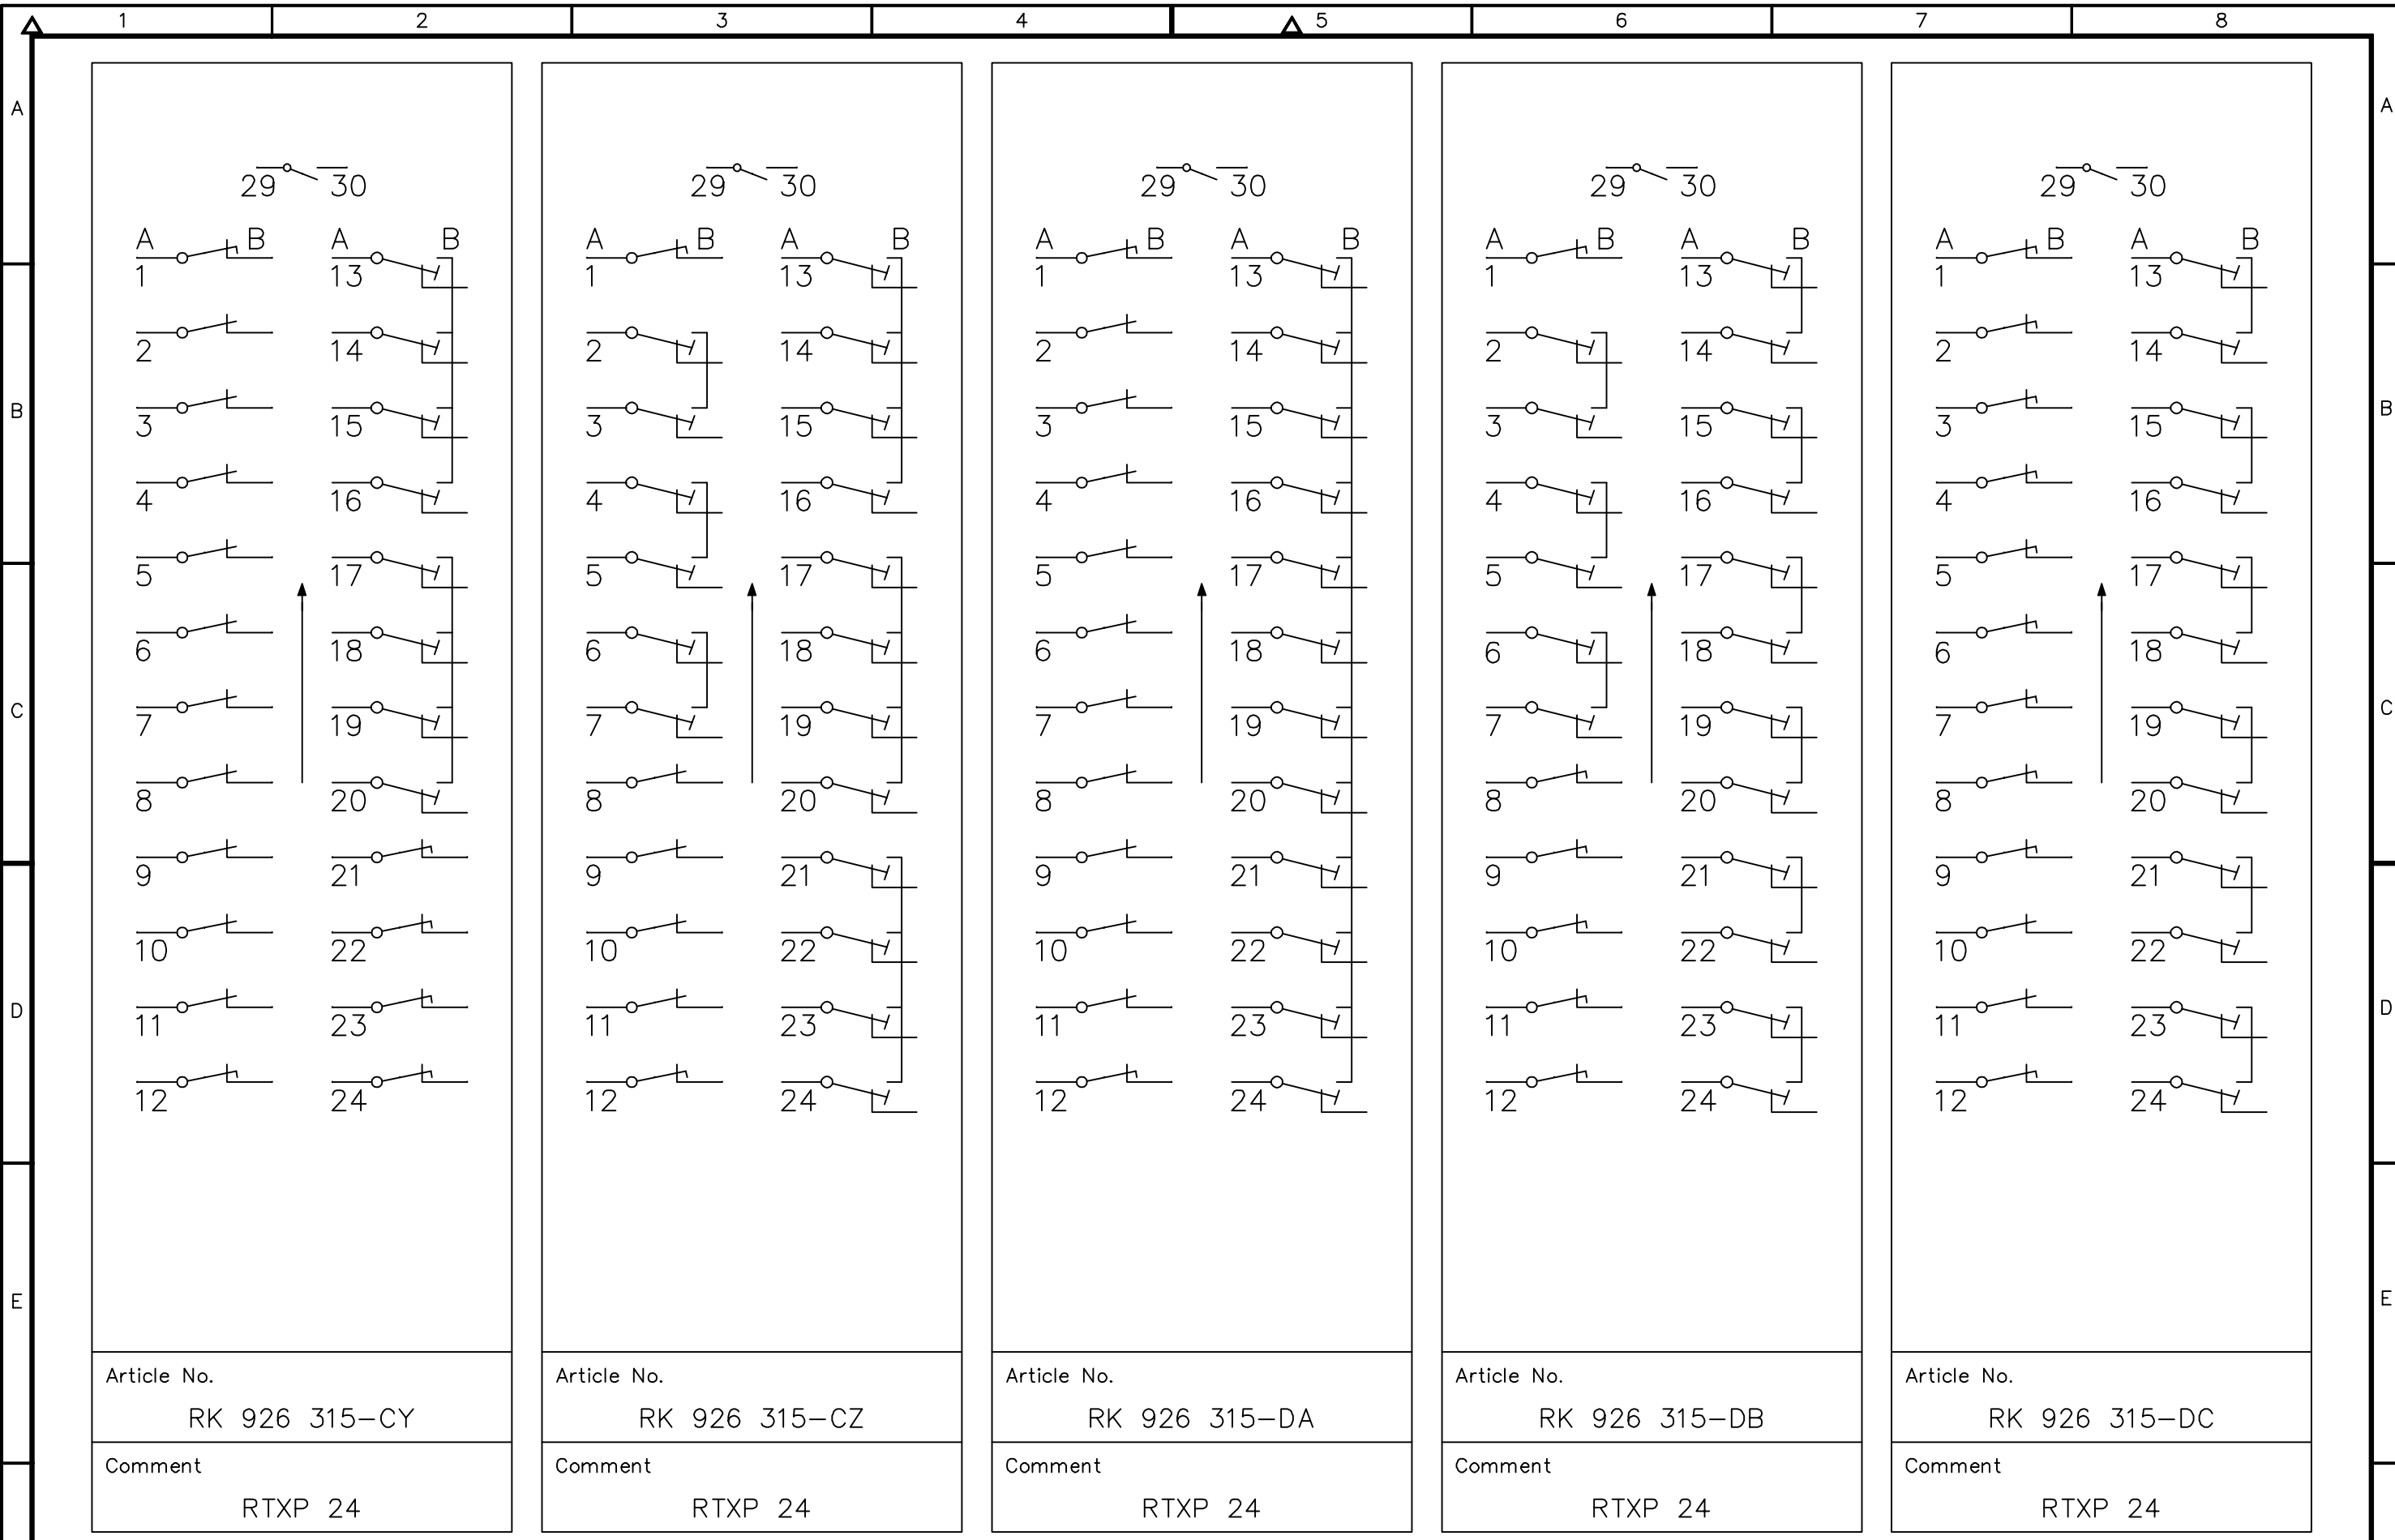 1 2 3 4 5 6 7 8
A A
29 30 29 30 29 30 29 30 29 30
A B A B A B A B A B A B A B A B A B A B
1 13 1 13 1 13 1 13 1 13
2 14 2 14 2 14 2 14 2 14
B B
3 15 3 15 3 15 3 15 3 15
4 16 4 16 4 16 4 16 4 16
5 17 5 17 5 17 5 17 5 17
6 18 6 18 6 18 6 18 6 18
C C
7 19 7 19 7 19 7 19 7 19
8 20 8 20 8 20 8 20 8 20
9 21 9 21 9 21 9 21 9 21
10 22 10 22 10 22 10 22 10 22
D D
11 23 11 23 11 23 11 23 11 23
12 24 12 24 12 24 12 24 12 24
E E
Article No. Article No. Article No. Article No. Article No.
RK 926 315-CY RK 926 315-CZ RK 926 315-DA RK 926 315-DB RK 926 315-DC
Comment Comment Comment Comment Comment
RTXP 24 RTXP 24 RTXP 24 RTXP 24 RTXP 24